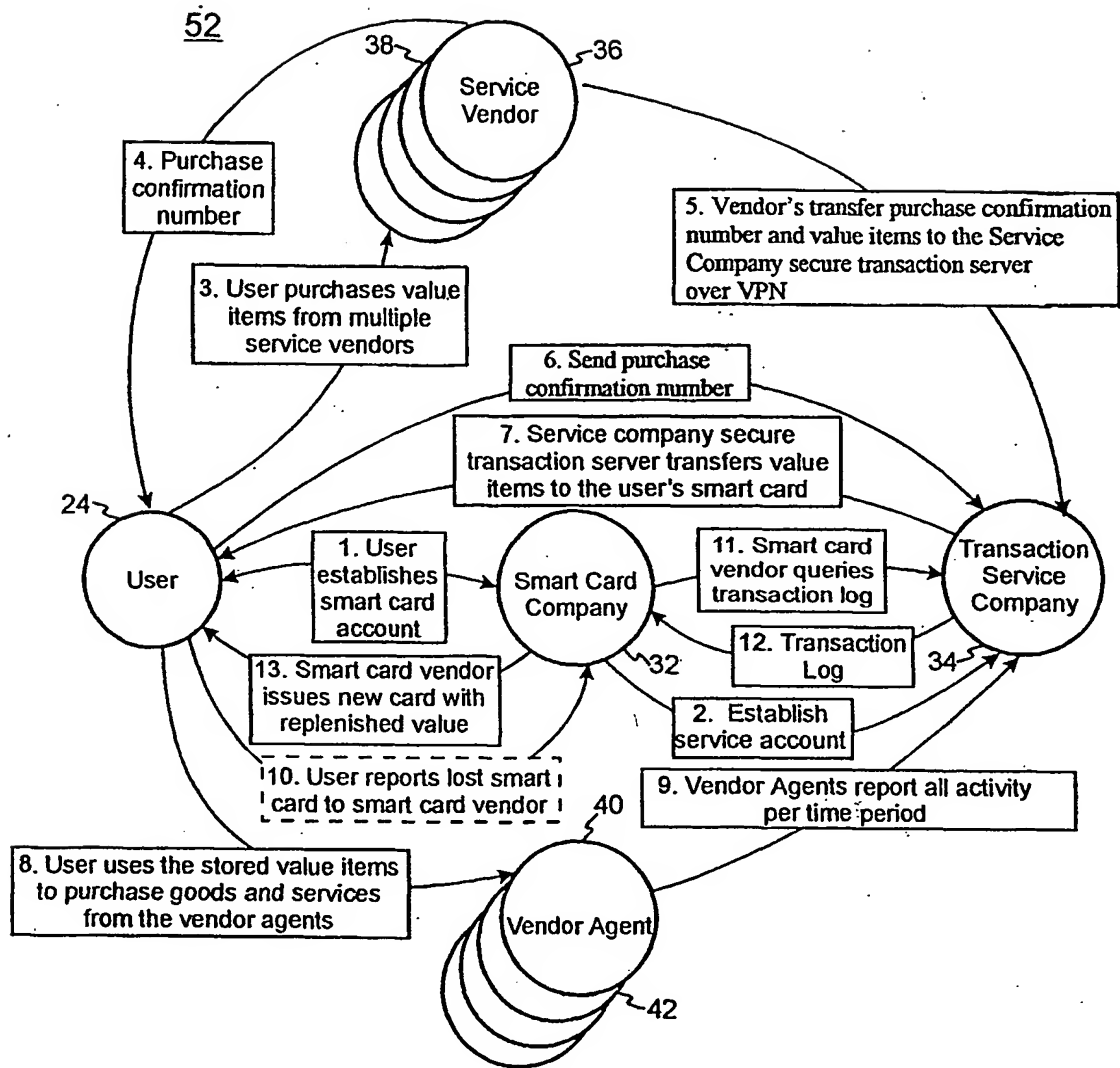 52
38
36
Service
Vendor
4. Purchase
confirmation
number
5. Vendor's transfer purchase confirmation
number and value items to the Service
Company secure transaction server
over VPN
3. User purchases value
items from multiple
service vendors
6. Send purchase
confirmation number
7. Service company secure
transaction server transfers value
items to the user's smart card
24
User
1. User
establishes
smart card
account
Smart Card
Company
11. Smart card
vendor queries
transaction log
Transaction
Service
Company
12. Transaction
Log
32
34
13. Smart card vendor
issues new card with
replenished value
2. Establish
service account
10. User reports lost smart
card to smart card vendor
9. Vendor Agents report all activity
per time period
40
8. User uses the stored value items
to purchase goods and services
from the vendor agents
Vendor Agent
42